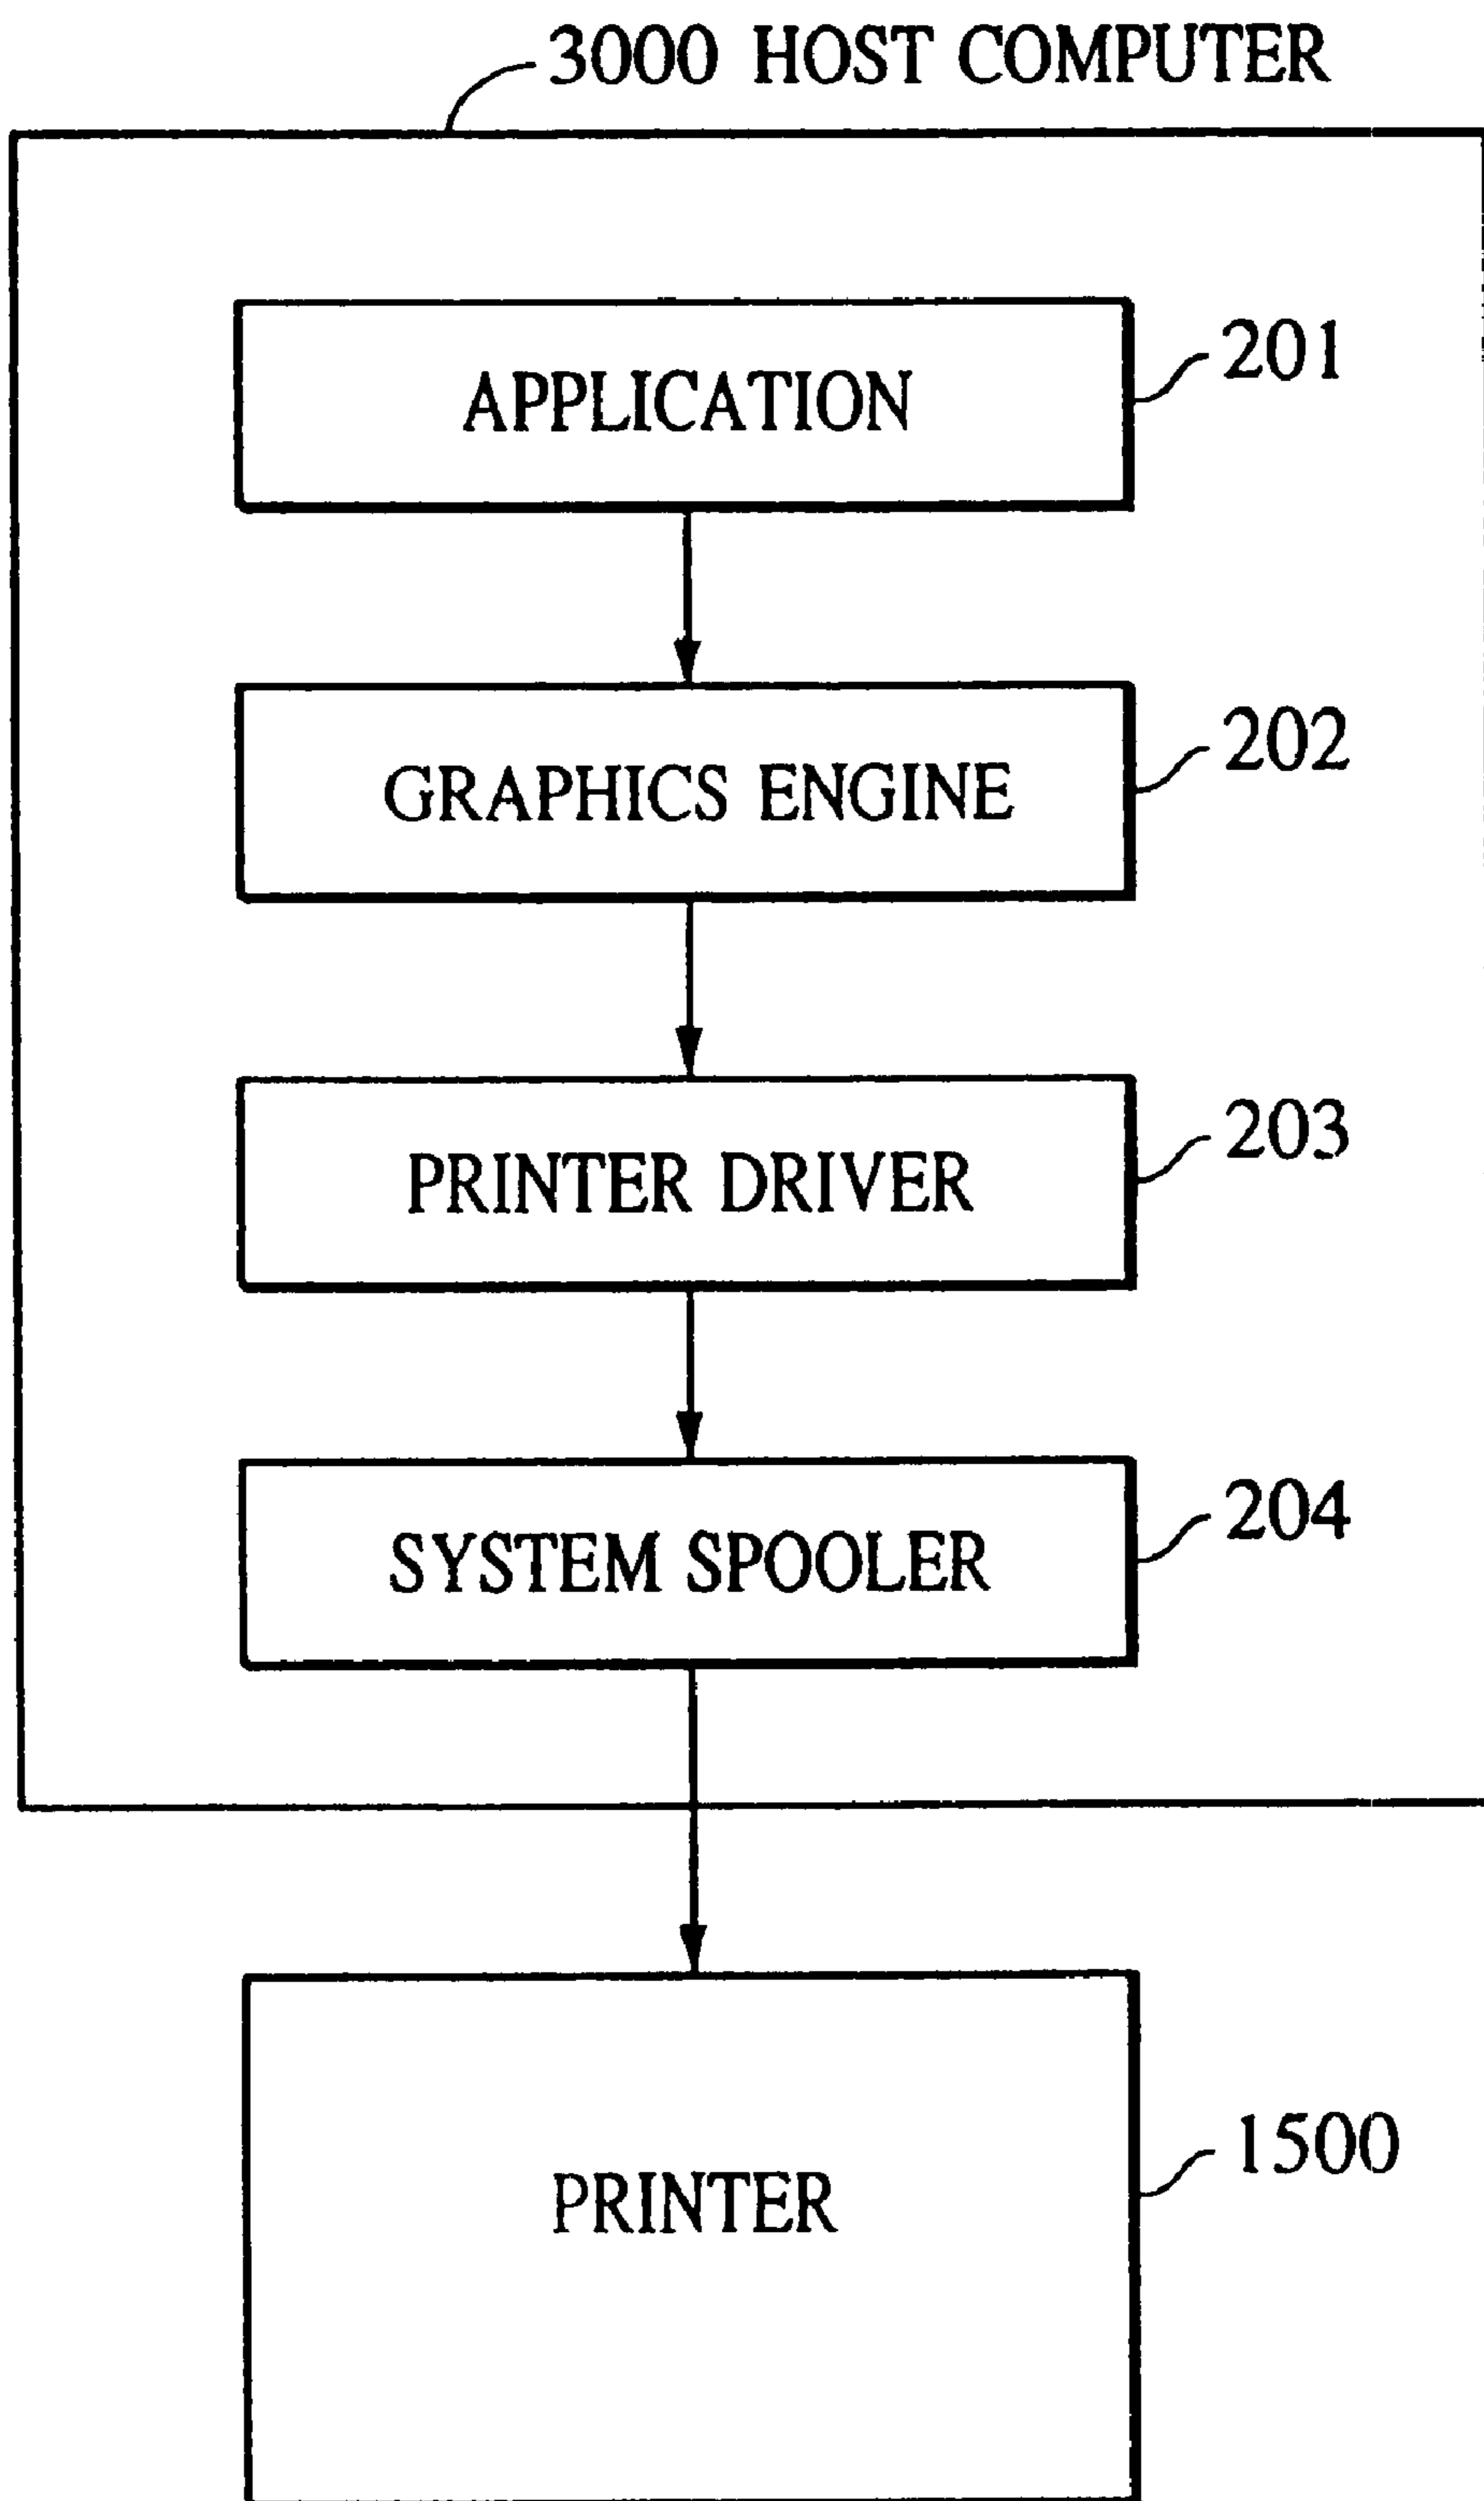 3000 HOST COMPUTER
APPLICATION
201
GRAPHICS ENGINE
202
PRINTER DRIVER
203
SYSTEM SPOOLER
204
PRINTER
1500